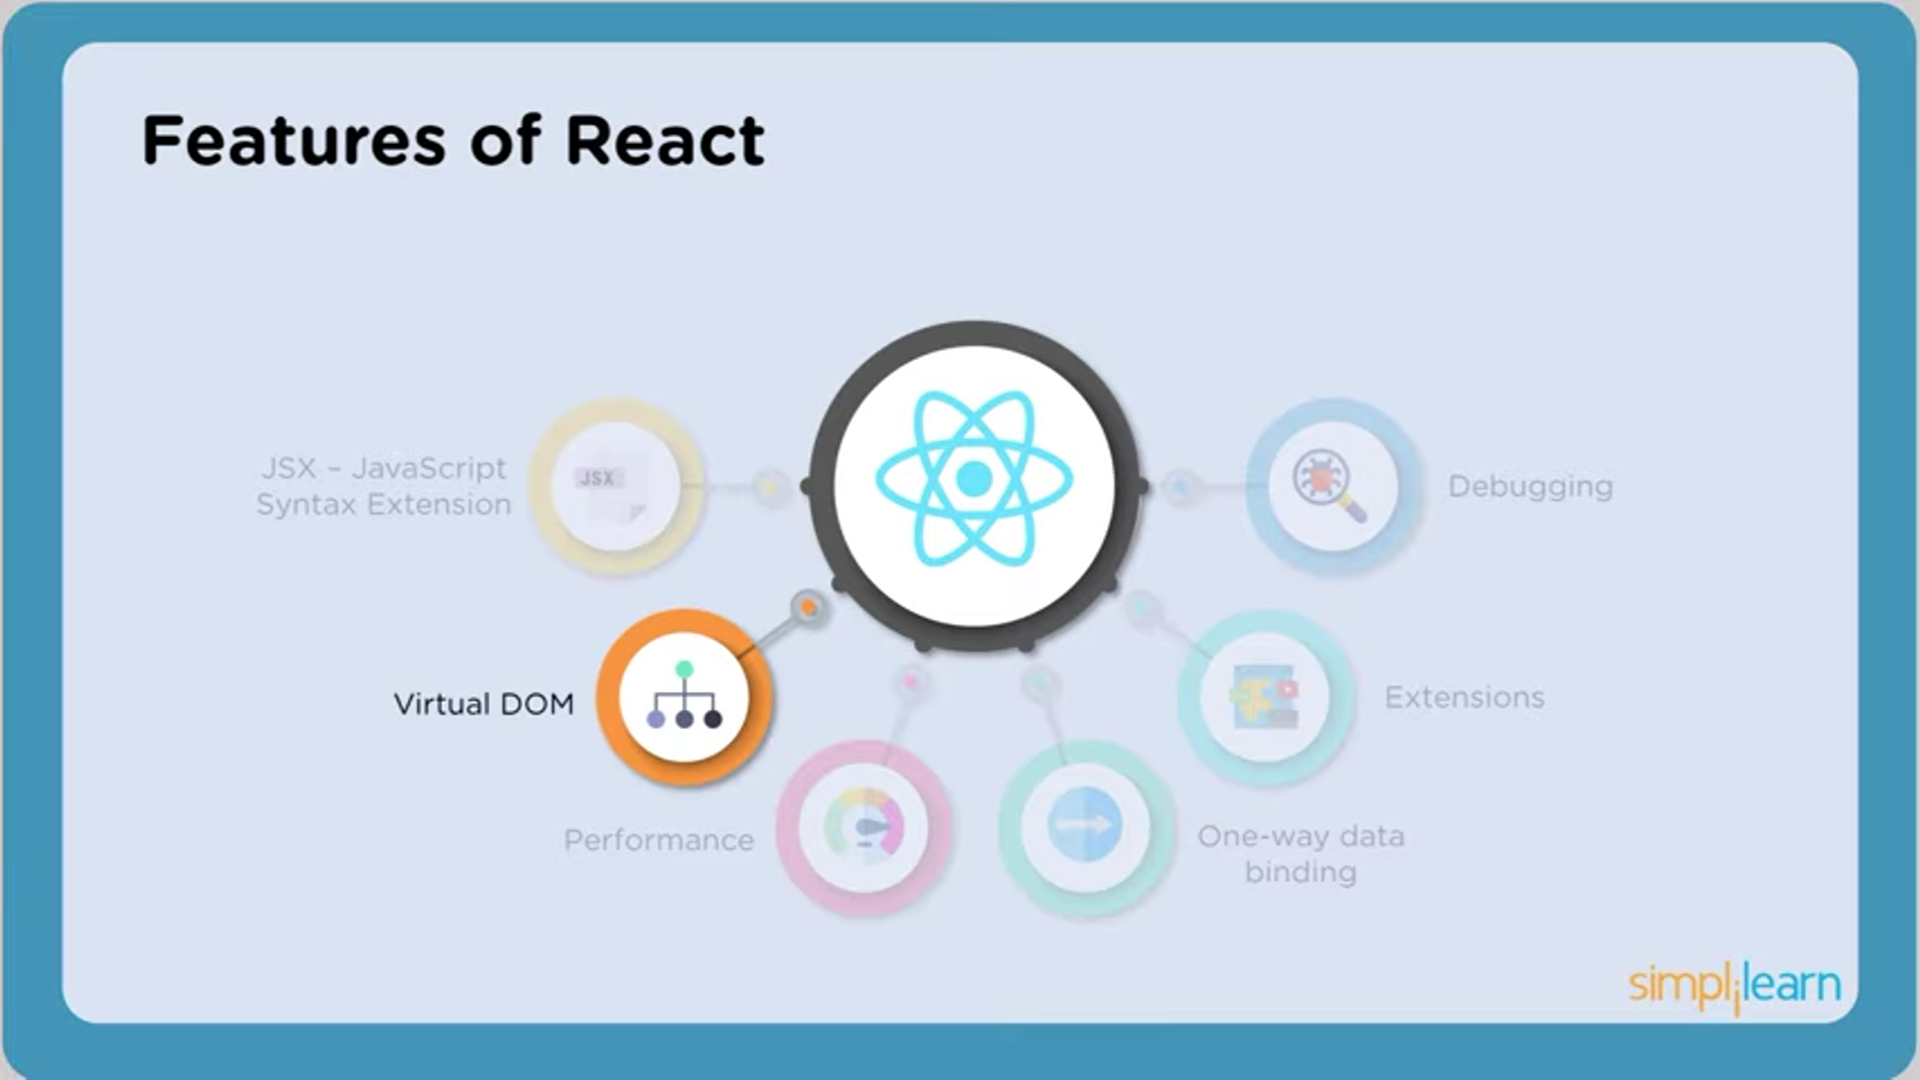 Features of React
JSX – JavaScript
Syntax Extension
JSX
Debugging
Virtual DOM
Extensions
Performance
One-way data
binding
simplilearn